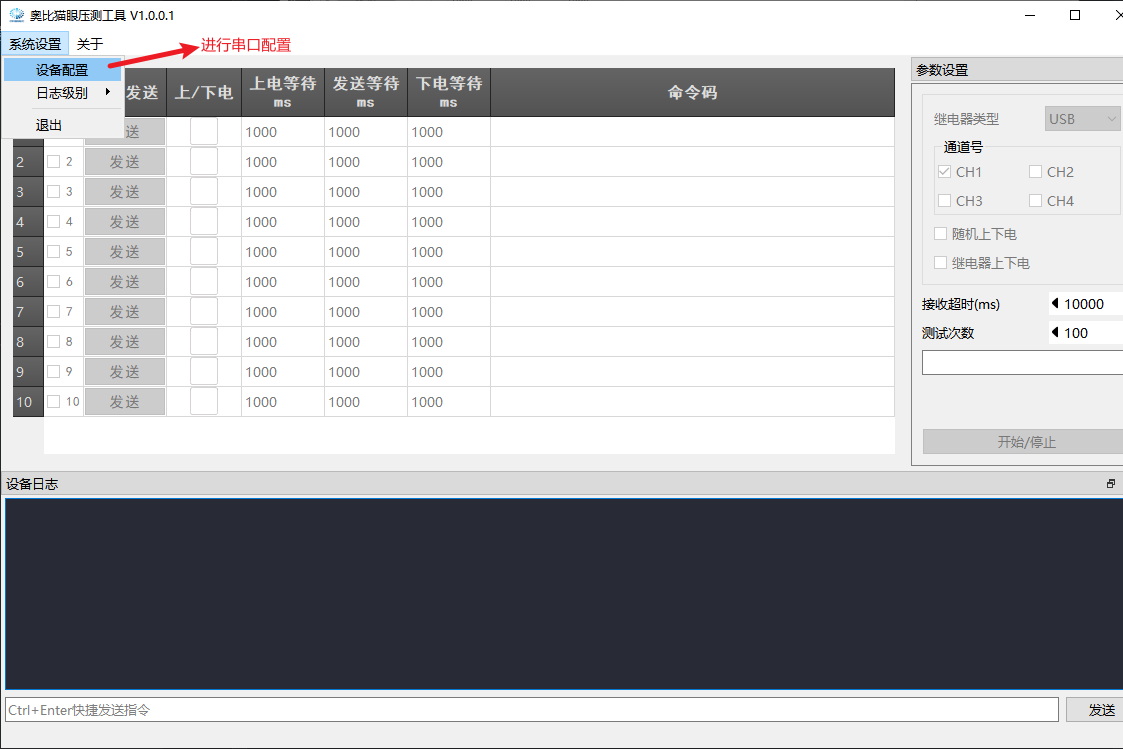 奥比猫眼压测工具 V1.0.0.1
系统设置 关于
进行串口配置
设备配置
日志级别
退出
发送 上/下电 上电等待 ms 发送等待 ms 下电等待 ms 命令码
送 1000 1000 1000
2 2 发送 1000 1000 1000
3 3 发送 1000 1000 1000
4 4 发送 1000 1000 1000
5 5 发送 1000 1000 1000
6 6 发送 1000 1000 1000
7 7 发送 1000 1000 1000
8 8 发送 1000 1000 1000
9 9 发送 1000 1000 1000
10 10 发送 1000 1000 1000
参数设置
继电器类型 USB
通道号
CH1 CH2
CH3 CH4
随机上下电
继电器上下电
接收超时(ms) 10000
测试次数 100
开始/停止
设备日志
Ctrl+Enter快捷发送指令 发送